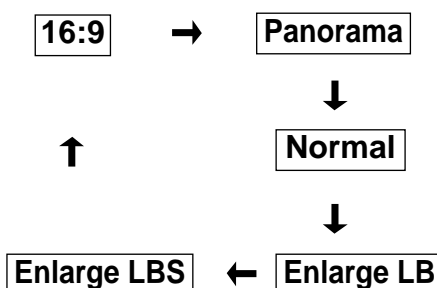 16:9 → Panorama
↓
↑ Normal
↓
Enlarge LBS ← Enlarge LB